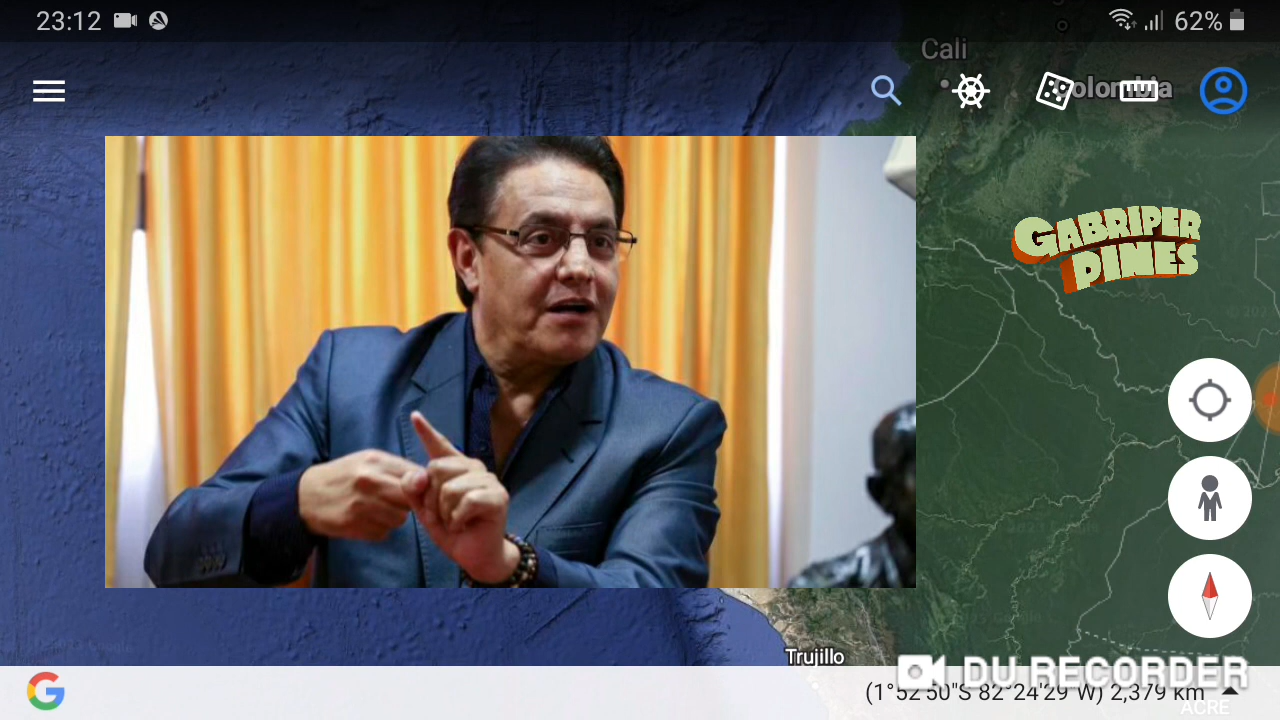 23:12
62%
Cali
Colombia
GABRIPER
PINES
Trujillo
DU RECORDER
(1°52'50"S 82°24'29"W) 2,379 km
ACRE